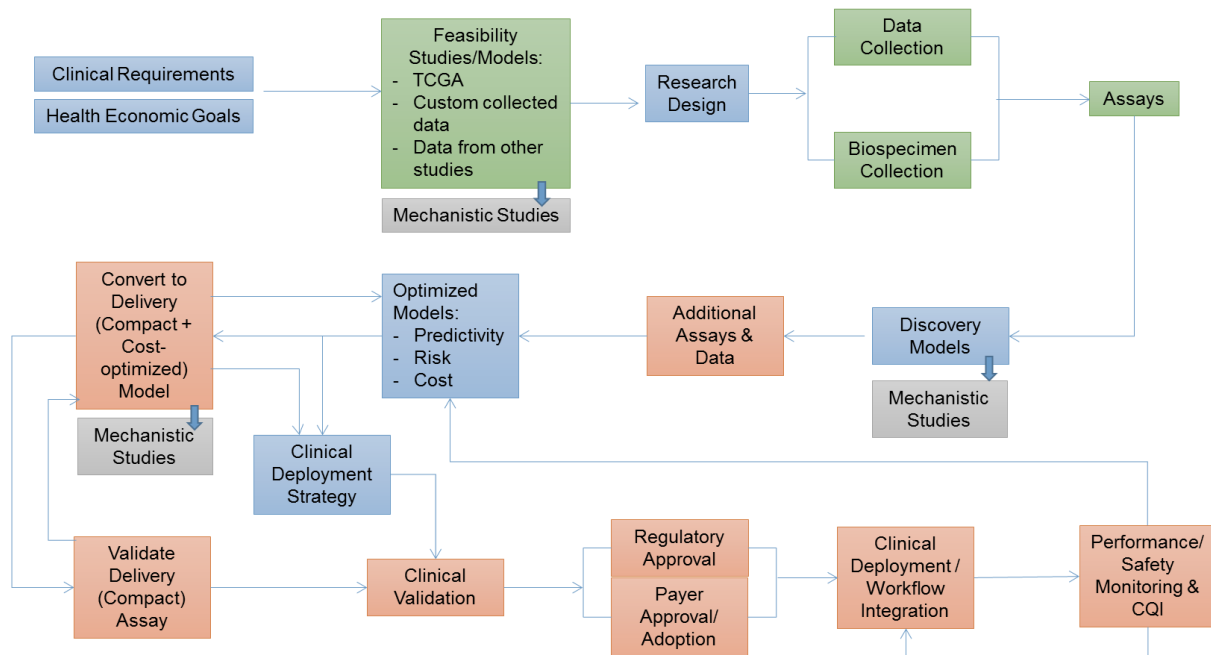 Clinical Requirements
Health Economic Goals
Feasibility
Studies/Models:
- TCGA
- Custom collected
data
- Data from other
studies
Mechanistic Studies
Research
Design
Data
Collection
Biospecimen
Collection
Assays
Convert to
Delivery
(Compact +
Cost-
optimized)
Model
Mechanistic
Studies
Optimized
Models:
- Predictivity
- Risk
- Cost
Additional
Assays &
Data
Discovery
Models
Mechanistic
Studies
Clinical
Deployment
Strategy
Validate
Delivery
(Compact)
Assay
Clinical
Validation
Regulatory
Approval
Payer
Approval/
Adoption
Clinical
Deployment /
Workflow
Integration
Performance/
Safety
Monitoring &
CQI